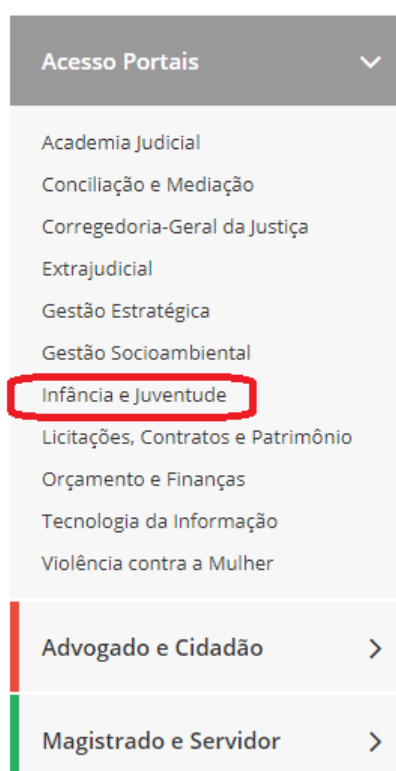 Acesso Portais
Academia Judicial
Conciliação e Mediação
Corregedoria-Geral da Justiça
Extrajudicial
Gestão Estratégica
Gestão Socioambiental
Infância e Juventude
Licitações, Contratos e Patrimônio
Orçamento e Finanças
Tecnologia da Informação
Violência contra a Mulher
Advogado e Cidadão
Magistrado e Servidor